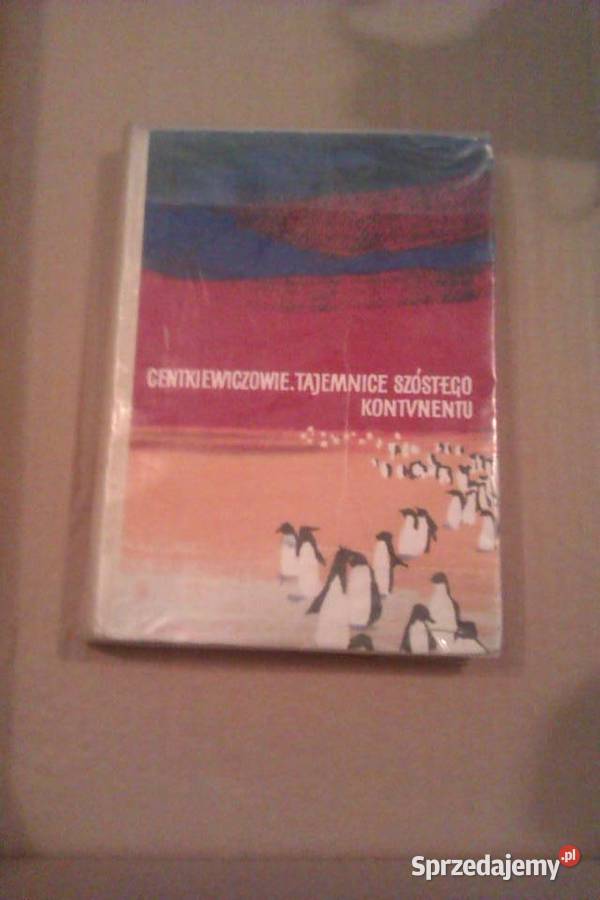 CENTKIEWICZOWIE. TAJEMNICE SZÓSTEGO
KONTYNENTU
Sprzedajemy.pl